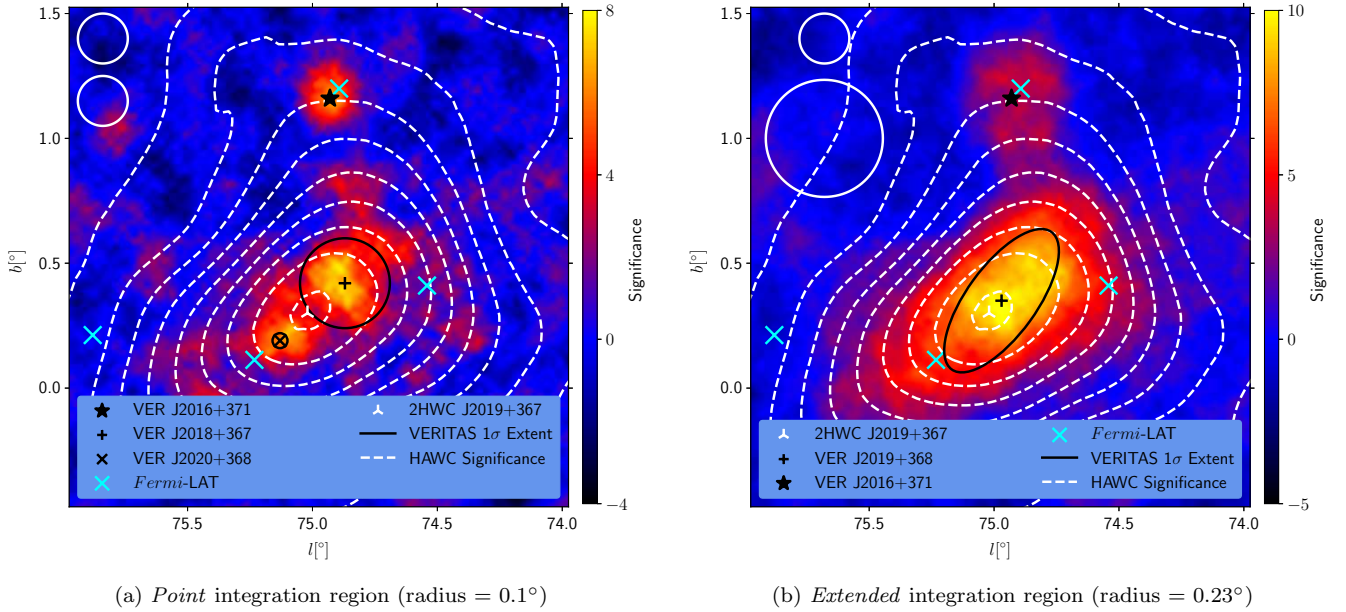 1.5
1.0
0.5
0.0
b[°]
75.5
75.0
74.5
74.0
l[°]
8
4
0
−4
Significance
VER J2016+371
VER J2018+367
VER J2020+368
Fermi-LAT
2HWC J2019+367
VERITAS 1σ Extent
HAWC Significance
(a) Point integration region (radius = 0.1°)
1.5
1.0
0.5
0.0
b[°]
75.5
75.0
74.5
74.0
l[°]
10
5
0
−5
Significance
2HWC J2019+367
VER J2019+368
VER J2016+371
Fermi-LAT
VERITAS 1σ Extent
HAWC Significance
(b) Extended integration region (radius = 0.23°)